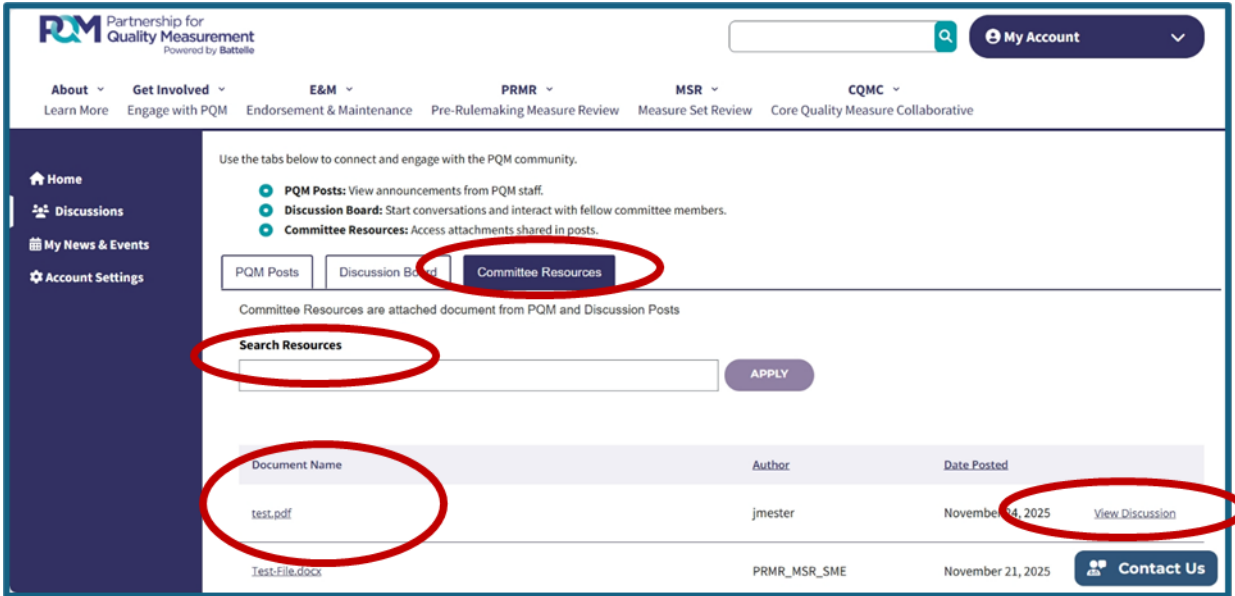 PQM Partnership for
Quality Measurement
Powered by Battelle
My Account
About Get Involved E&M PRMR MSR CQMC
Learn More Engage with PQM Endorsement & Maintenance Pre-Rulemaking Measure Review Measure Set Review Core Quality Measure Collaborative
Home
Discussions
My News & Events
Account Settings
Use the tabs below to connect and engage with the PQM community.
PQM Posts: View announcements from PQM staff.
Discussion Board: Start conversations and interact with fellow committee members.
Committee Resources: Access attachments shared in posts.
PQM Posts Discussion Board Committee Resources
Committee Resources are attached document from PQM and Discussion Posts
Search Resources
APPLY
Document Name Author Date Posted
test.pdf jmester November 24, 2025 View Discussion
Test-File.docx PRMR_MSR_SME November 21, 2025
Contact Us